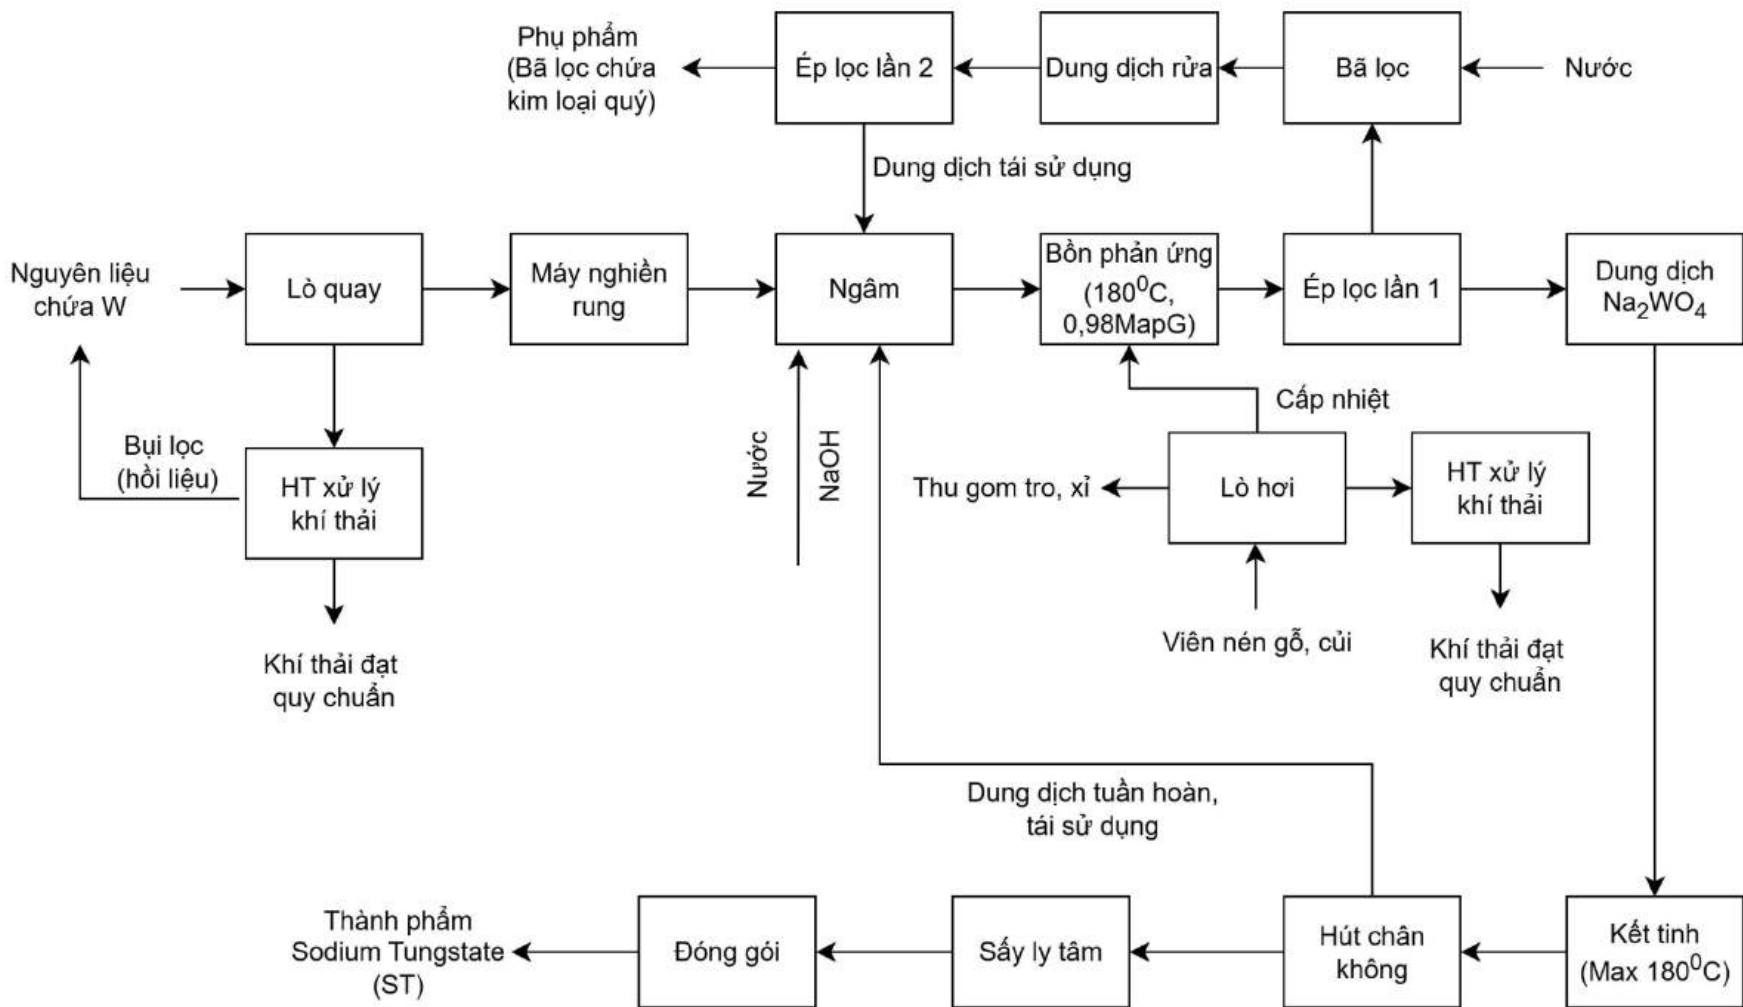 Phụ phẩm
(Bã lọc chứa
kim loại quý)
Ép lọc lần 2
Dung dịch rửa
Bã lọc
Nước
Dung dịch tái sử dụng
Nguyên liệu
chứa W
Lò quay
Máy nghiền
rung
Ngâm
Bồn phản ứng
(180⁰C,
0,98MapG)
Ép lọc lần 1
Dung dịch
Na₂WO₄
Bụi lọc
(hồi liệu)
HT xử lý
khí thải
Khí thải đạt
quy chuẩn
Nước
NaOH
Cấp nhiệt
Thu gom tro, xỉ
Lò hơi
HT xử lý
khí thải
Viên nén gỗ, củi
Khí thải đạt
quy chuẩn
Dung dịch tuần hoàn,
tái sử dụng
Thành phẩm
Sodium Tungstate
(ST)
Đóng gói
Sấy ly tâm
Hút chân
không
Kết tinh
(Max 180⁰C)